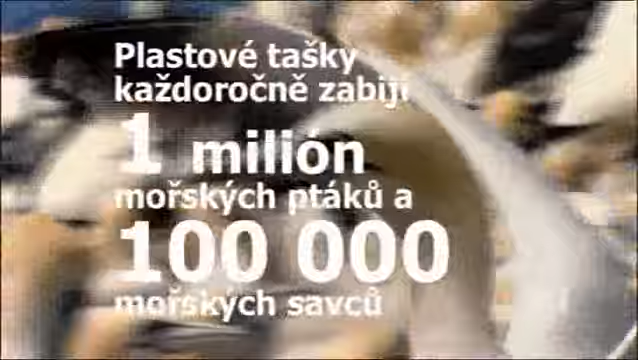 Plastové tašky
každoročně zabijí
1 milión
mořských ptáků a
100 000
mořských savců